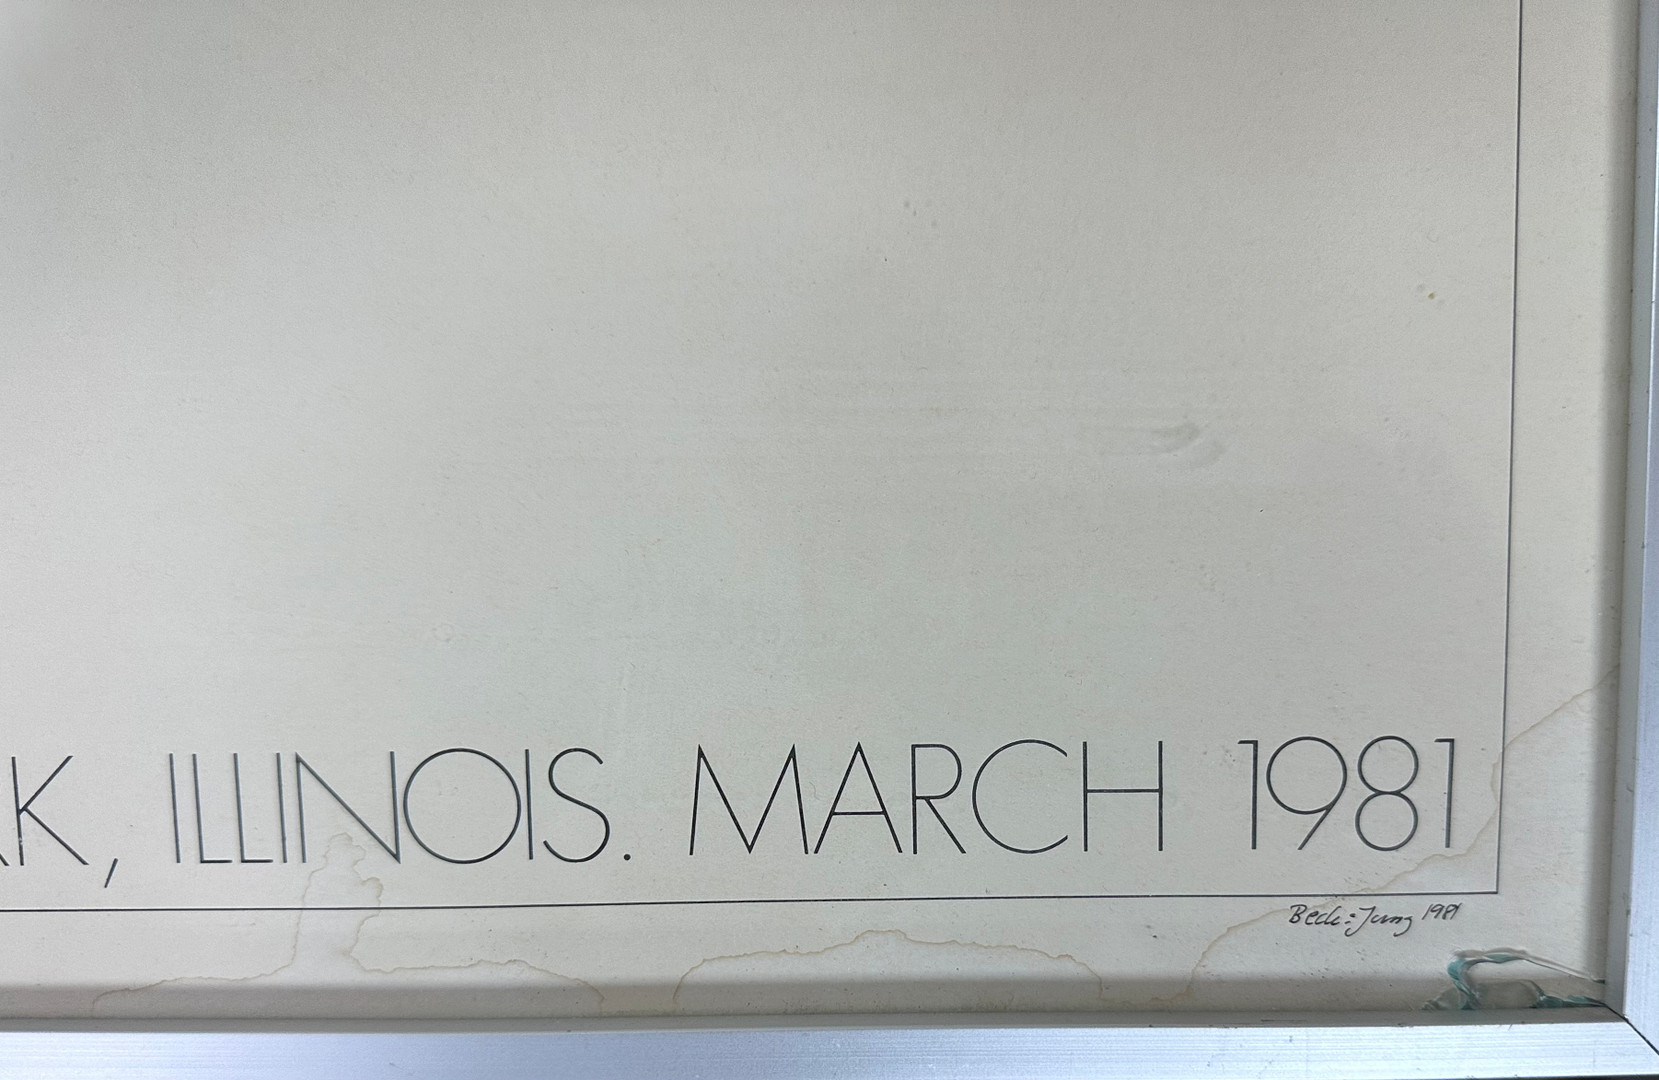 K, ILLINOIS. MARCH 1981
Beck & Jung 1981